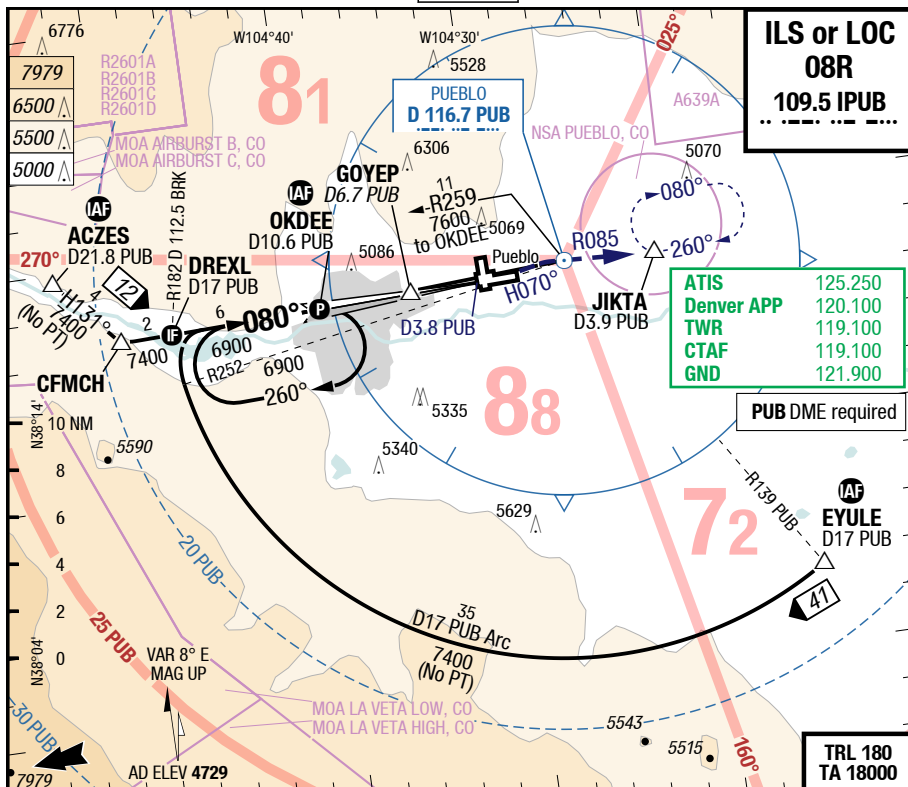 6776
W104°40'
W104°30'
025°
ILS or LOC
08R
109.5 IPUB
7979
6500
5500
5000
R2601A
R2601B
R2601C
R2601D
81
5528
PUEBLO
D 116.7 PUB
A639A
NSA PUEBLO, CO
MOA AIRBURST B, CO
MOA AIRBURST C, CO
6306
5070
GOYEP
D6.7 PUB
IAF
OKDEE
D10.6 PUB
11
R259
7600
to OKDEE
5069
080°
260°
IAF
ACZES
D21.8 PUB
R182 D 112.5 BRK
270°
DREXL
D17 PUB
5086
Pueblo
R085
H070°
JIKTA
D3.9 PUB
D3.8 PUB
4
12
H131°
7400
(No PT)
2
7400
IF
6
080°
P
6900
R252
6900
260°
CFMCH
ATIS 125.250
Denver APP 120.100
TWR 119.100
CTAF 119.100
GND 121.900
PUB DME required
N38°14'
10 NM
8
6
4
2
0
N38°04'
5590
5335
5340
88
5629
72
R139 PUB
IAF
EYULE
D17 PUB
41
20 PUB
25 PUB
30 PUB
35
D17 PUB Arc
7400
(No PT)
VAR 8° E
MAG UP
MOA LA VETA LOW, CO
MOA LA VETA HIGH, CO
5543
5515
160°
7979
AD ELEV 4729
TRL 180
TA 18000